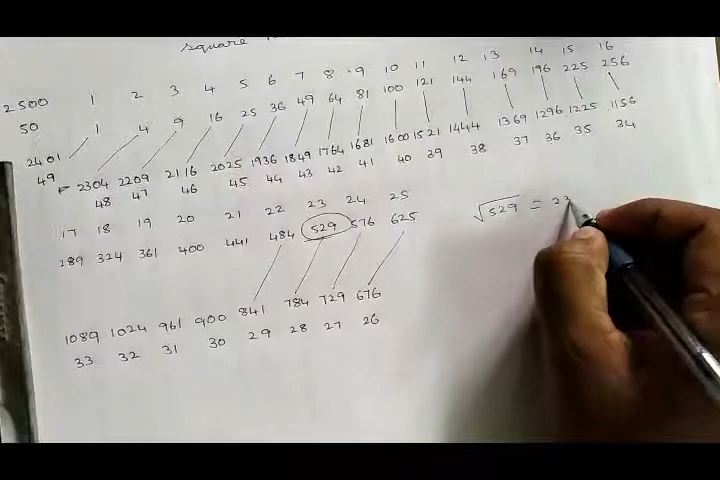 square
2500 1 2 3 4 5 6 7 8 9 10 11 12 13 14 15 16
50 1 4 9 16 25 36 49 64 81 100 121 144 169 196 225 256
2401 2304 2209 2116 2025 1936 1849 1764 1681 1600 1521 1444 1369 1296 1225 1156
49 48 47 46 45 44 43 42 41 40 39 38 37 36 35 34
17 18 19 20 21 22 23 24 25
289 324 361 400 441 484 529 576 625 √529 = 23
1089 1024 961 900 841 784 729 676
33 32 31 30 29 28 27 26